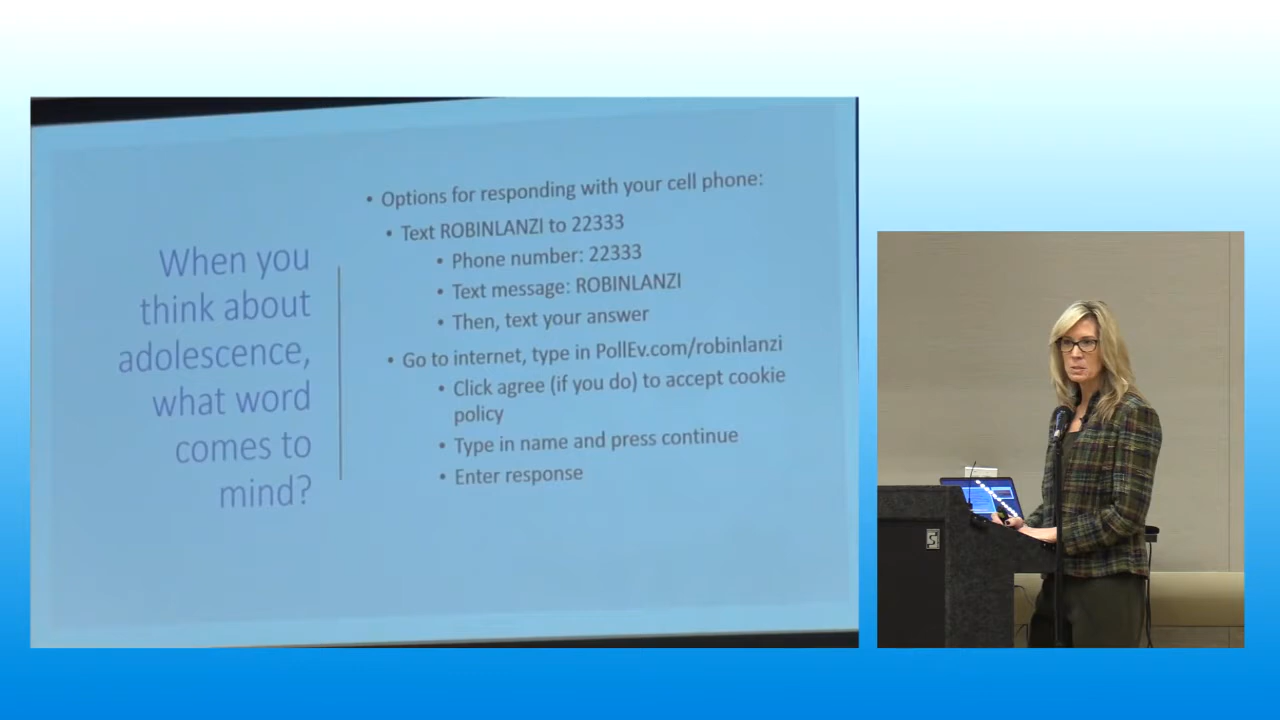 When you
think about
adolescence,
what word
comes to
mind?
• Options for responding with your cell phone:
• Text ROBINLANZI to 22333
• Phone number: 22333
• Text message: ROBINLANZI
• Then, text your answer
• Go to internet, type in PollEv.com/robinlanzi
• Click agree (if you do) to accept cookie
policy
• Type in name and press continue
• Enter response